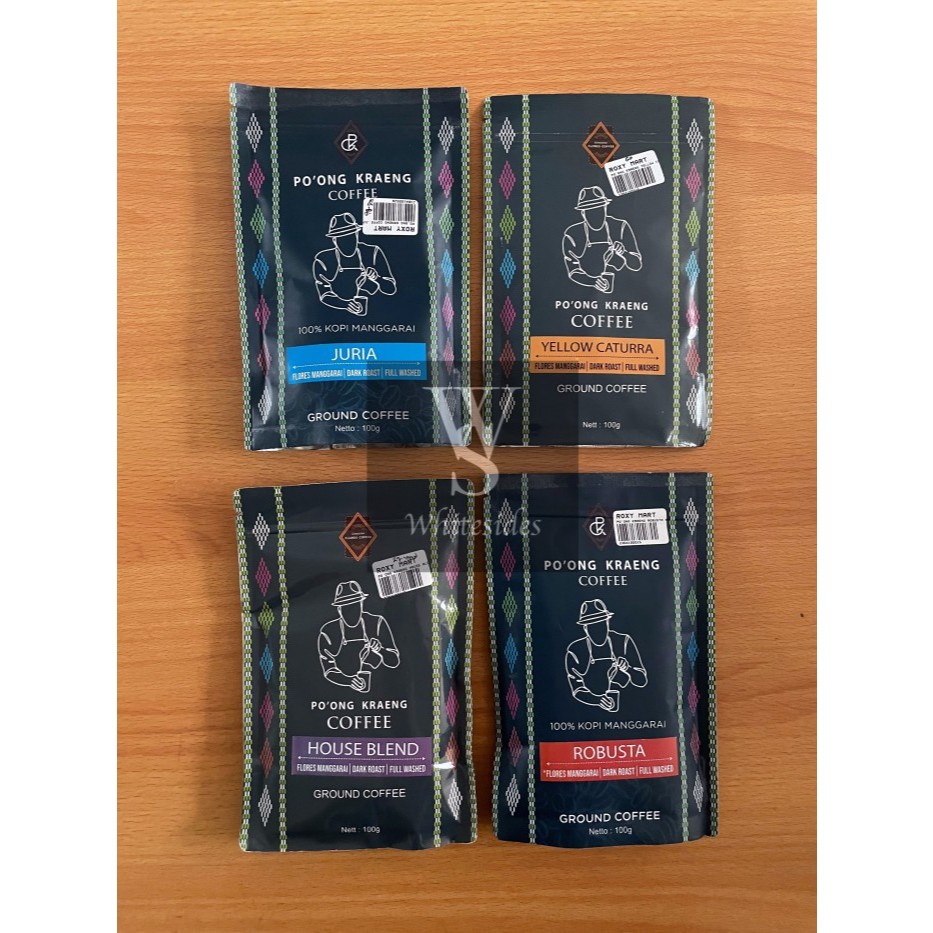 PO'ONG KRAENG
COFFEE
ROXY MART
100% KOPI MANGGARAI
JURIA
FLORES MANGGARAI | DARK ROAST | FULL WASHED
GROUND COFFEE
Netto : 100g
ROXY MART
PO'ONG KRAENG
COFFEE
YELLOW CATURRA
FLORES MANGGARAI | DARK ROAST | FULL WASHED
GROUND COFFEE
Nett : 100g
WS
Whitesides
ROXY MART
PO'ONG KRAENG
COFFEE
HOUSE BLEND
FLORES MANGGARAI | DARK ROAST | FULL WASHED
GROUND COFFEE
Nett : 100g
ROXY MART
PO'ONG KRAENG
COFFEE
100% KOPI MANGGARAI
ROBUSTA
*FLORES MANGGARAI | DARK ROAST | FULL WASHED
GROUND COFFEE
Netto : 100g